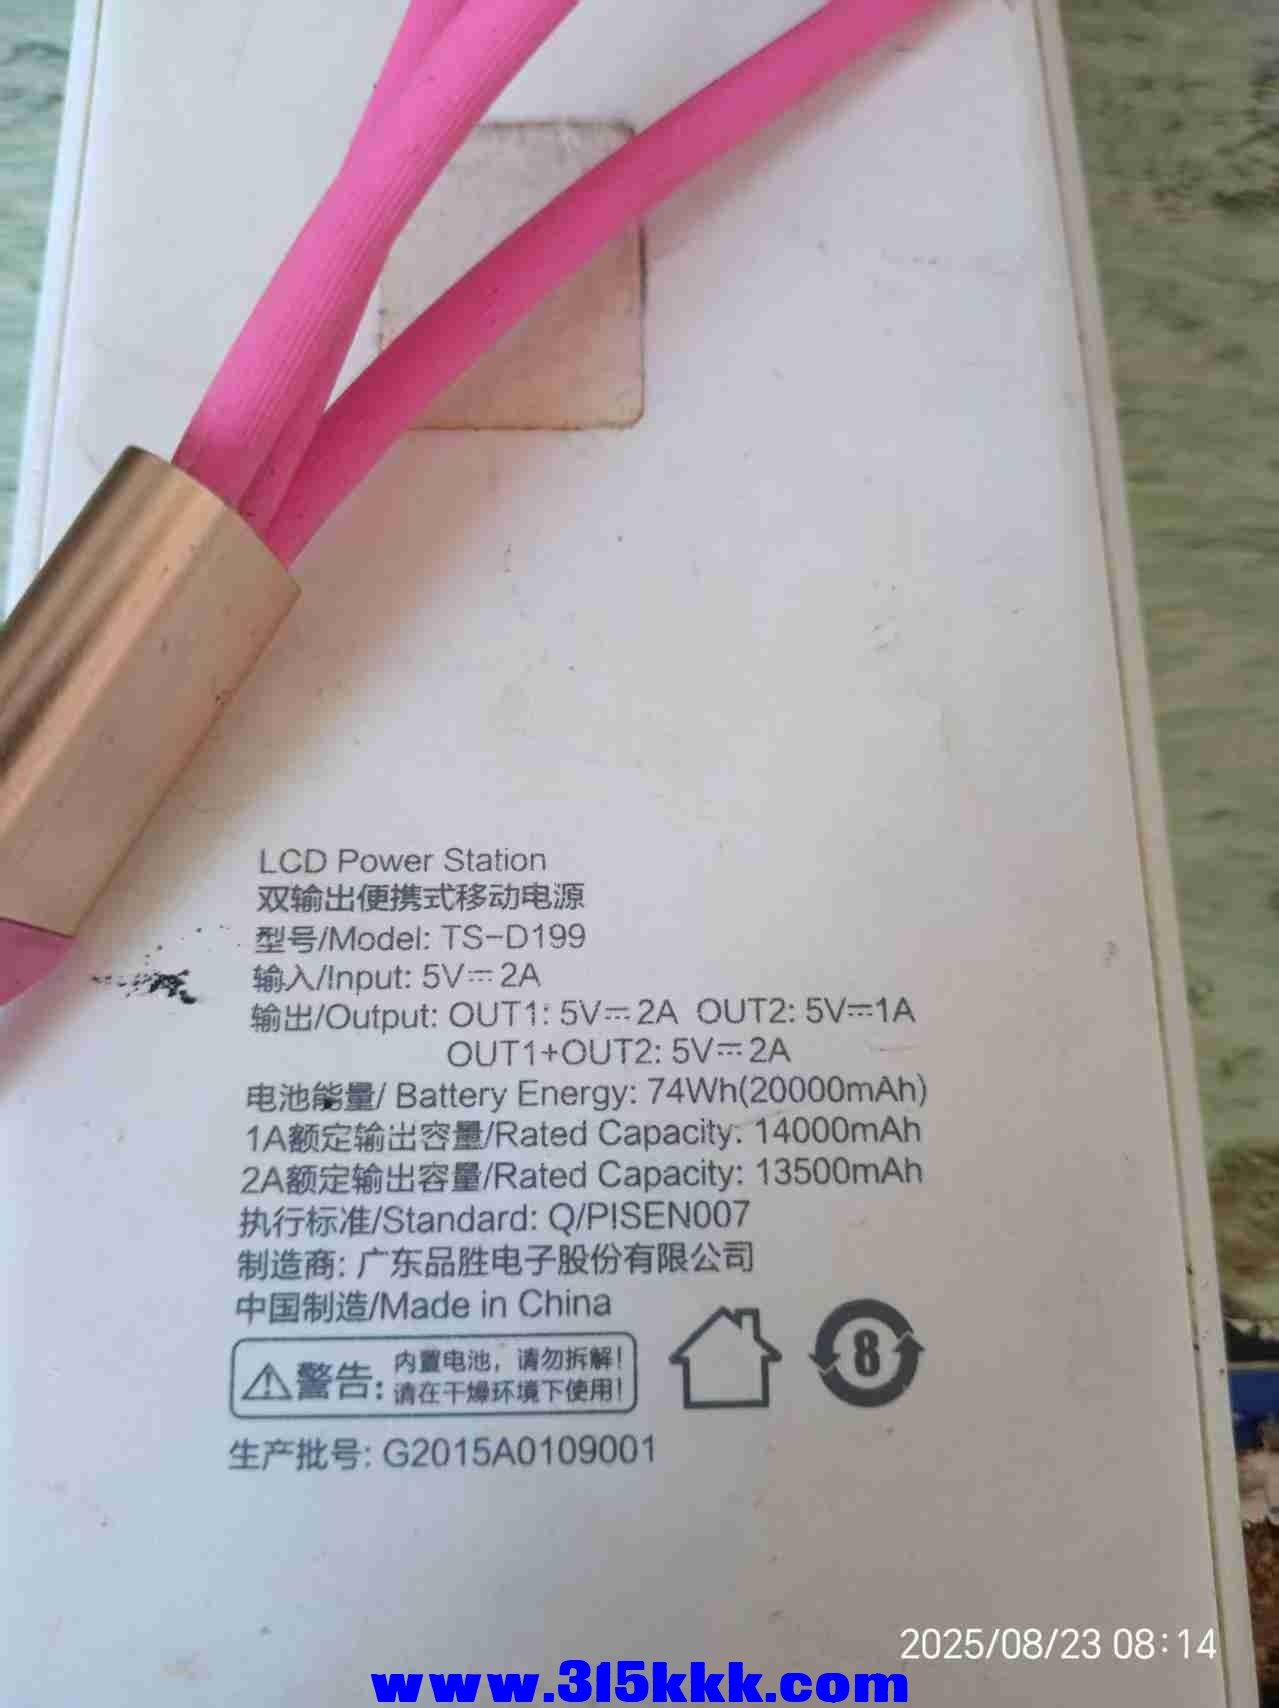 LCD Power Station
双输出便携式移动电源
型号/Model: TS-D199
输入/Input: 5V⎓2A
输出/Output: OUT1: 5V⎓2A OUT2: 5V⎓1A
OUT1+OUT2: 5V⎓2A
电池能量/ Battery Energy: 74Wh(20000mAh)
1A额定输出容量/Rated Capacity: 14000mAh
2A额定输出容量/Rated Capacity: 13500mAh
执行标准/Standard: Q/PISEN007
制造商: 广东品胜电子股份有限公司
中国制造/Made in China
警告: 内置电池，请勿拆解!
请在干燥环境下使用!
8
生产批号: G2015A0109001
2025/08/23 08:14
www.315kkk.com